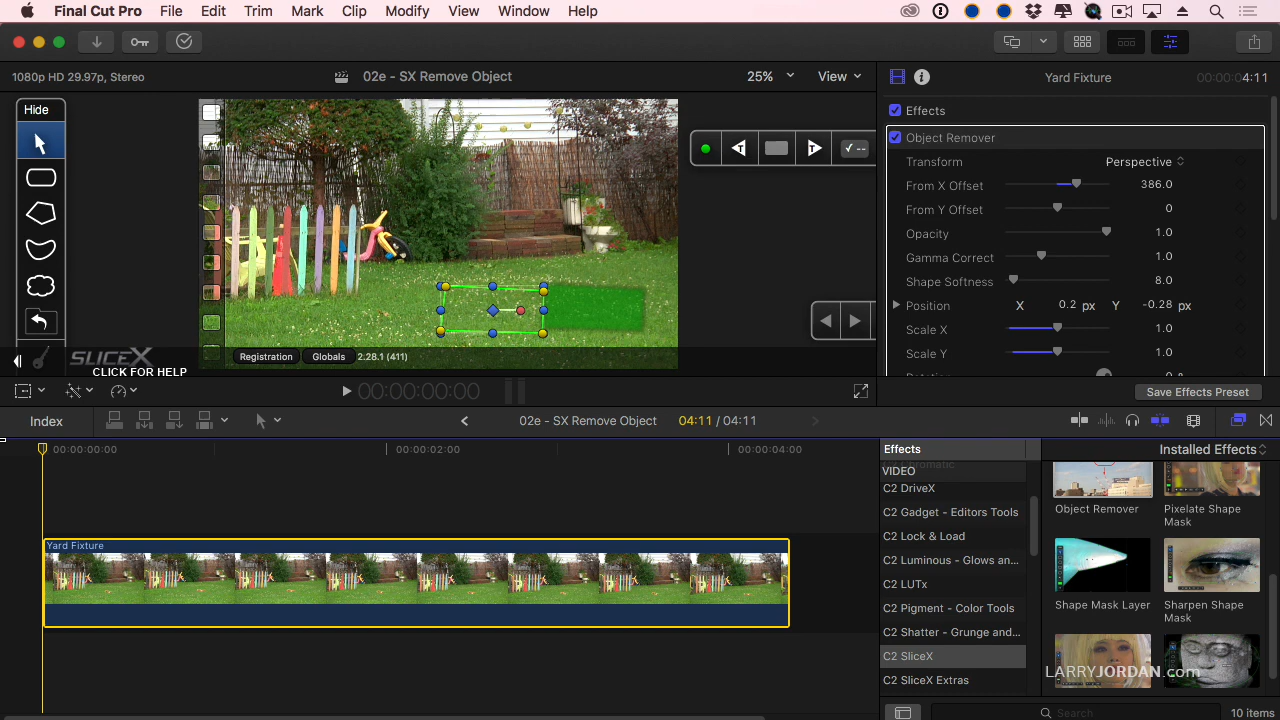 Final Cut Pro File Edit Trim Mark Clip Modify View Window Help
1080p HD 29.97p, Stereo
02e - SX Remove Object
25%
View
Yard Fixture
00:00:04:11
Hide
Effects
Object Remover
Transform Perspective
From X Offset 386.0
From Y Offset 0
Opacity 1.0
Gamma Correct 1.0
Shape Softness 8.0
Position X 0.2 px Y -0.28 px
Scale X 1.0
Scale Y 1.0
Registration Globals 2.28.1 (411)
SLICEX
CLICK FOR HELP
00:00:00:00
Save Effects Preset
Index
02e - SX Remove Object
04:11 / 04:11
00:00:00:00 00:00:02:00 00:00:04:00
Yard Fixture
Effects
Installed Effects
VIDEO
C2 DriveX
C2 Gadget - Editors Tools
C2 Lock & Load
C2 Luminous - Glows an...
C2 LUTx
C2 Pigment - Color Tools
C2 Shatter - Grunge and...
C2 SliceX
C2 SliceX Extras
Object Remover
Pixelate Shape
Mask
Shape Mask Layer
Sharpen Shape
Mask
LARRYJORDAN.com
Search
10 items